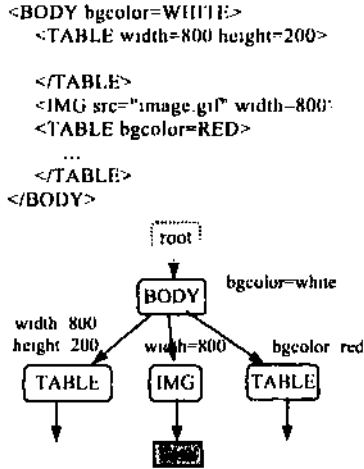 <BODY bgcolor=WHITE>
<TABLE width=800 height=200>
</TABLE>
<IMG src="image.gif" width=800>
<TABLE bgcolor=RED>
...
</TABLE>
</BODY>
root
BODY bgcolor=white
width 800
height 200 width=800 bgcolor red
TABLE IMG TABLE